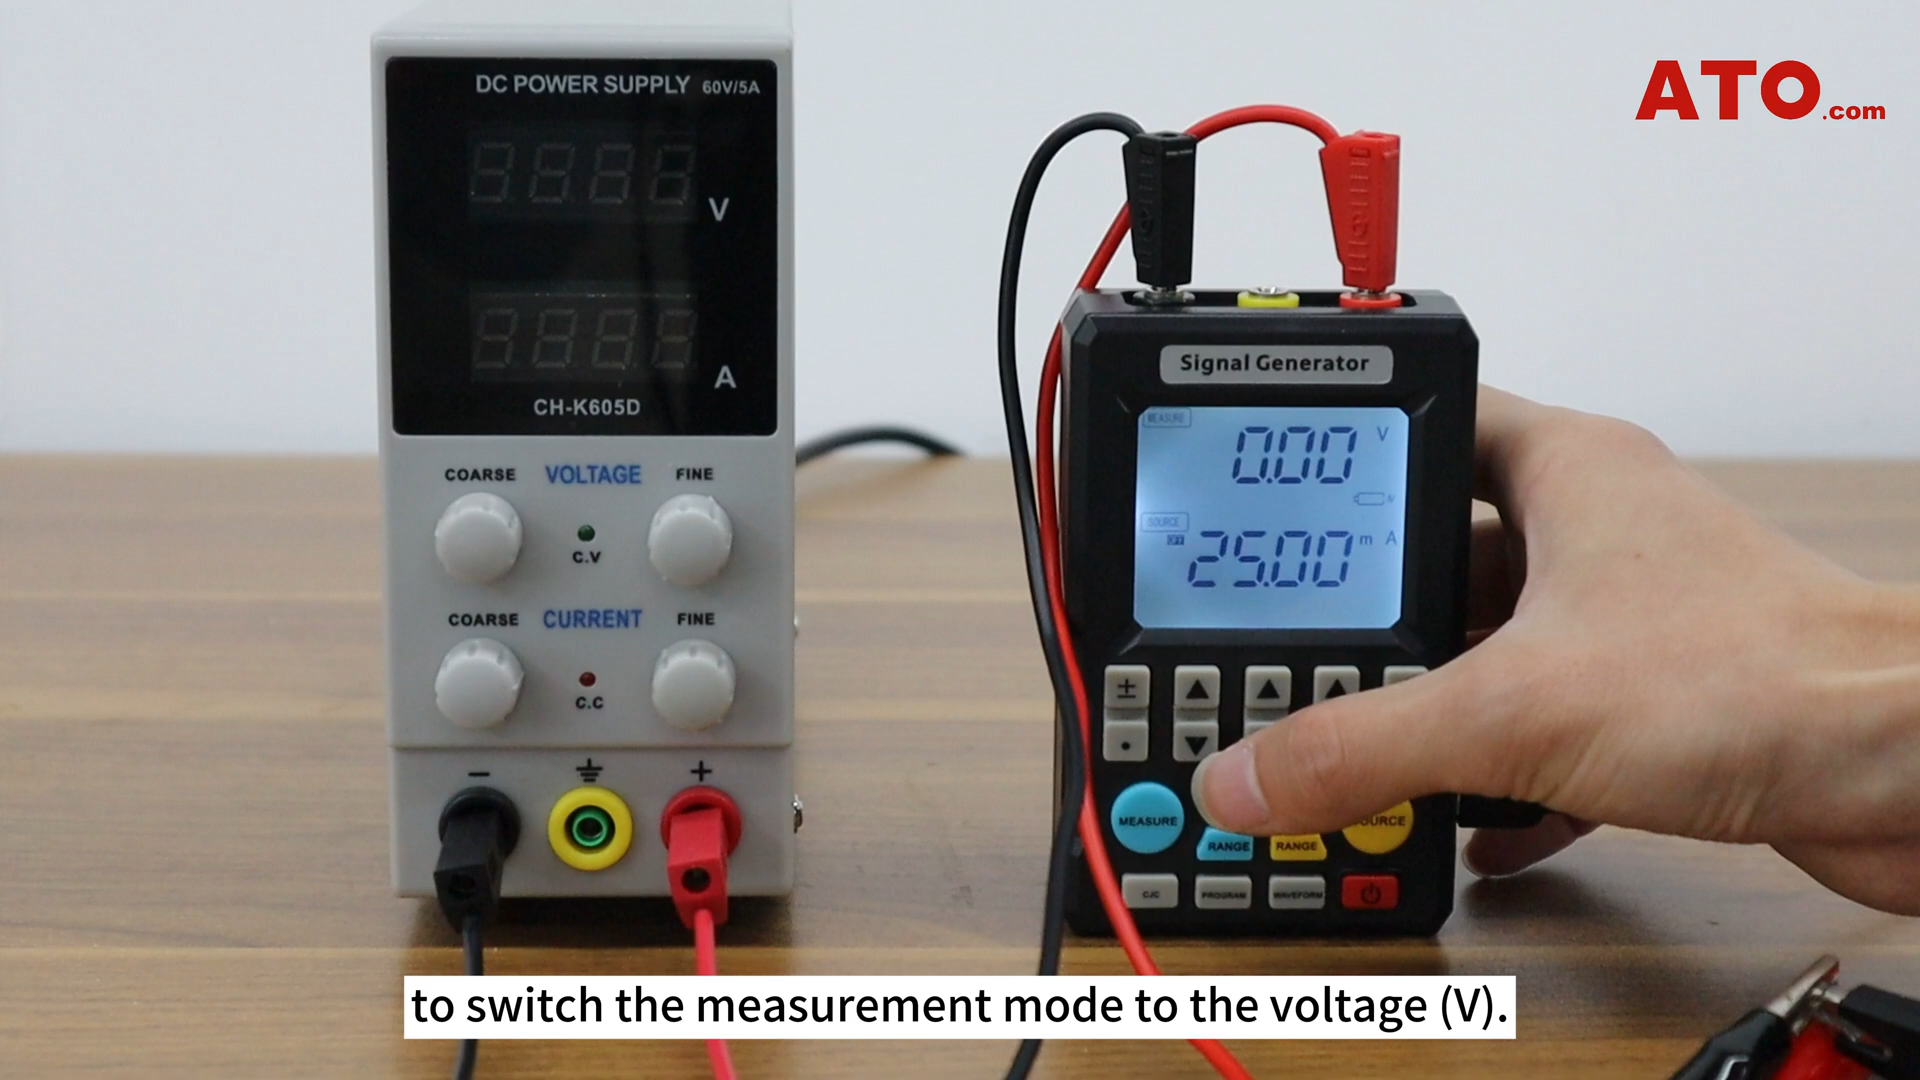 DC POWER SUPPLY 60V/5A
V
A
CH-K605D
COARSE VOLTAGE FINE
C.V
COARSE CURRENT FINE
C.C
− +
ATO.com
Signal Generator
MEASURE
0.00 V
SOURCE
OFF 25.00 m A
±
MEASURE
RANGE RANGE
CJC PROGRAM WAVEFORM
to switch the measurement mode to the voltage (V).